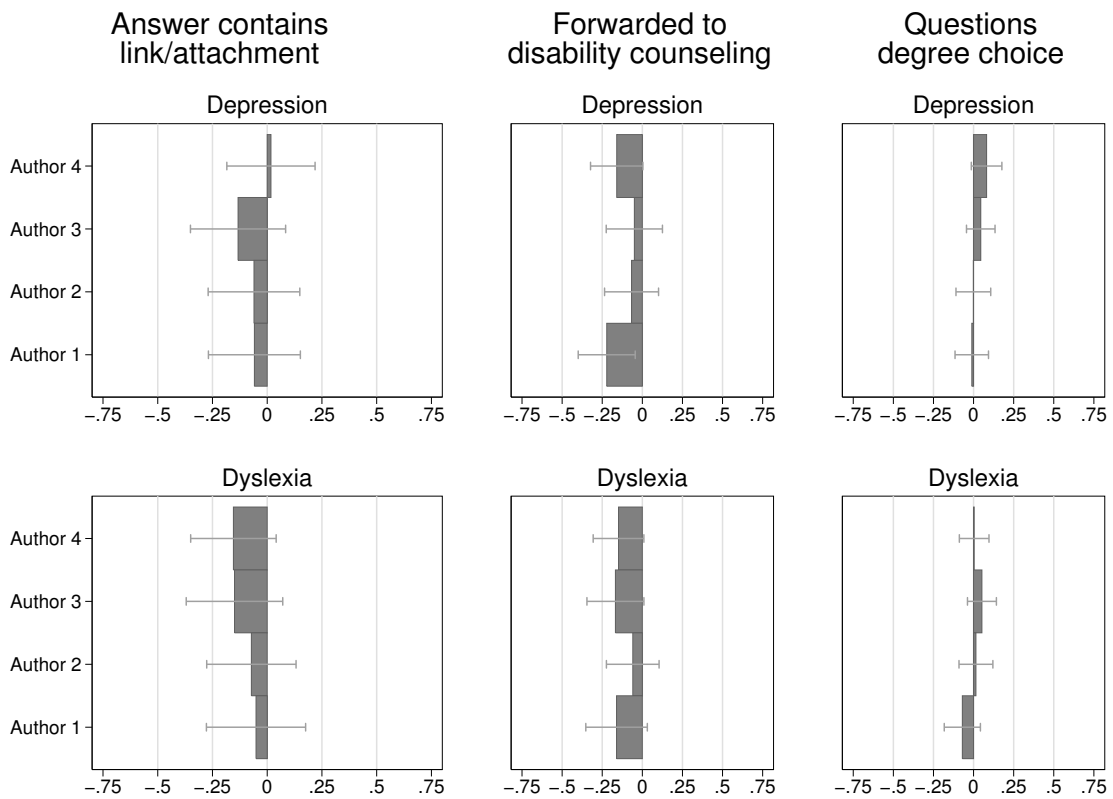 Answer contains
link/attachment
Forwarded to
disability counseling
Questions
degree choice
Depression
Depression
Depression
Author 4
Author 3
Author 2
Author 1
−.75 −.5 −.25 0 .25 .5 .75
−.75 −.5 −.25 0 .25 .5 .75
−.75 −.5 −.25 0 .25 .5 .75
Dyslexia
Dyslexia
Dyslexia
Author 4
Author 3
Author 2
Author 1
−.75 −.5 −.25 0 .25 .5 .75
−.75 −.5 −.25 0 .25 .5 .75
−.75 −.5 −.25 0 .25 .5 .75